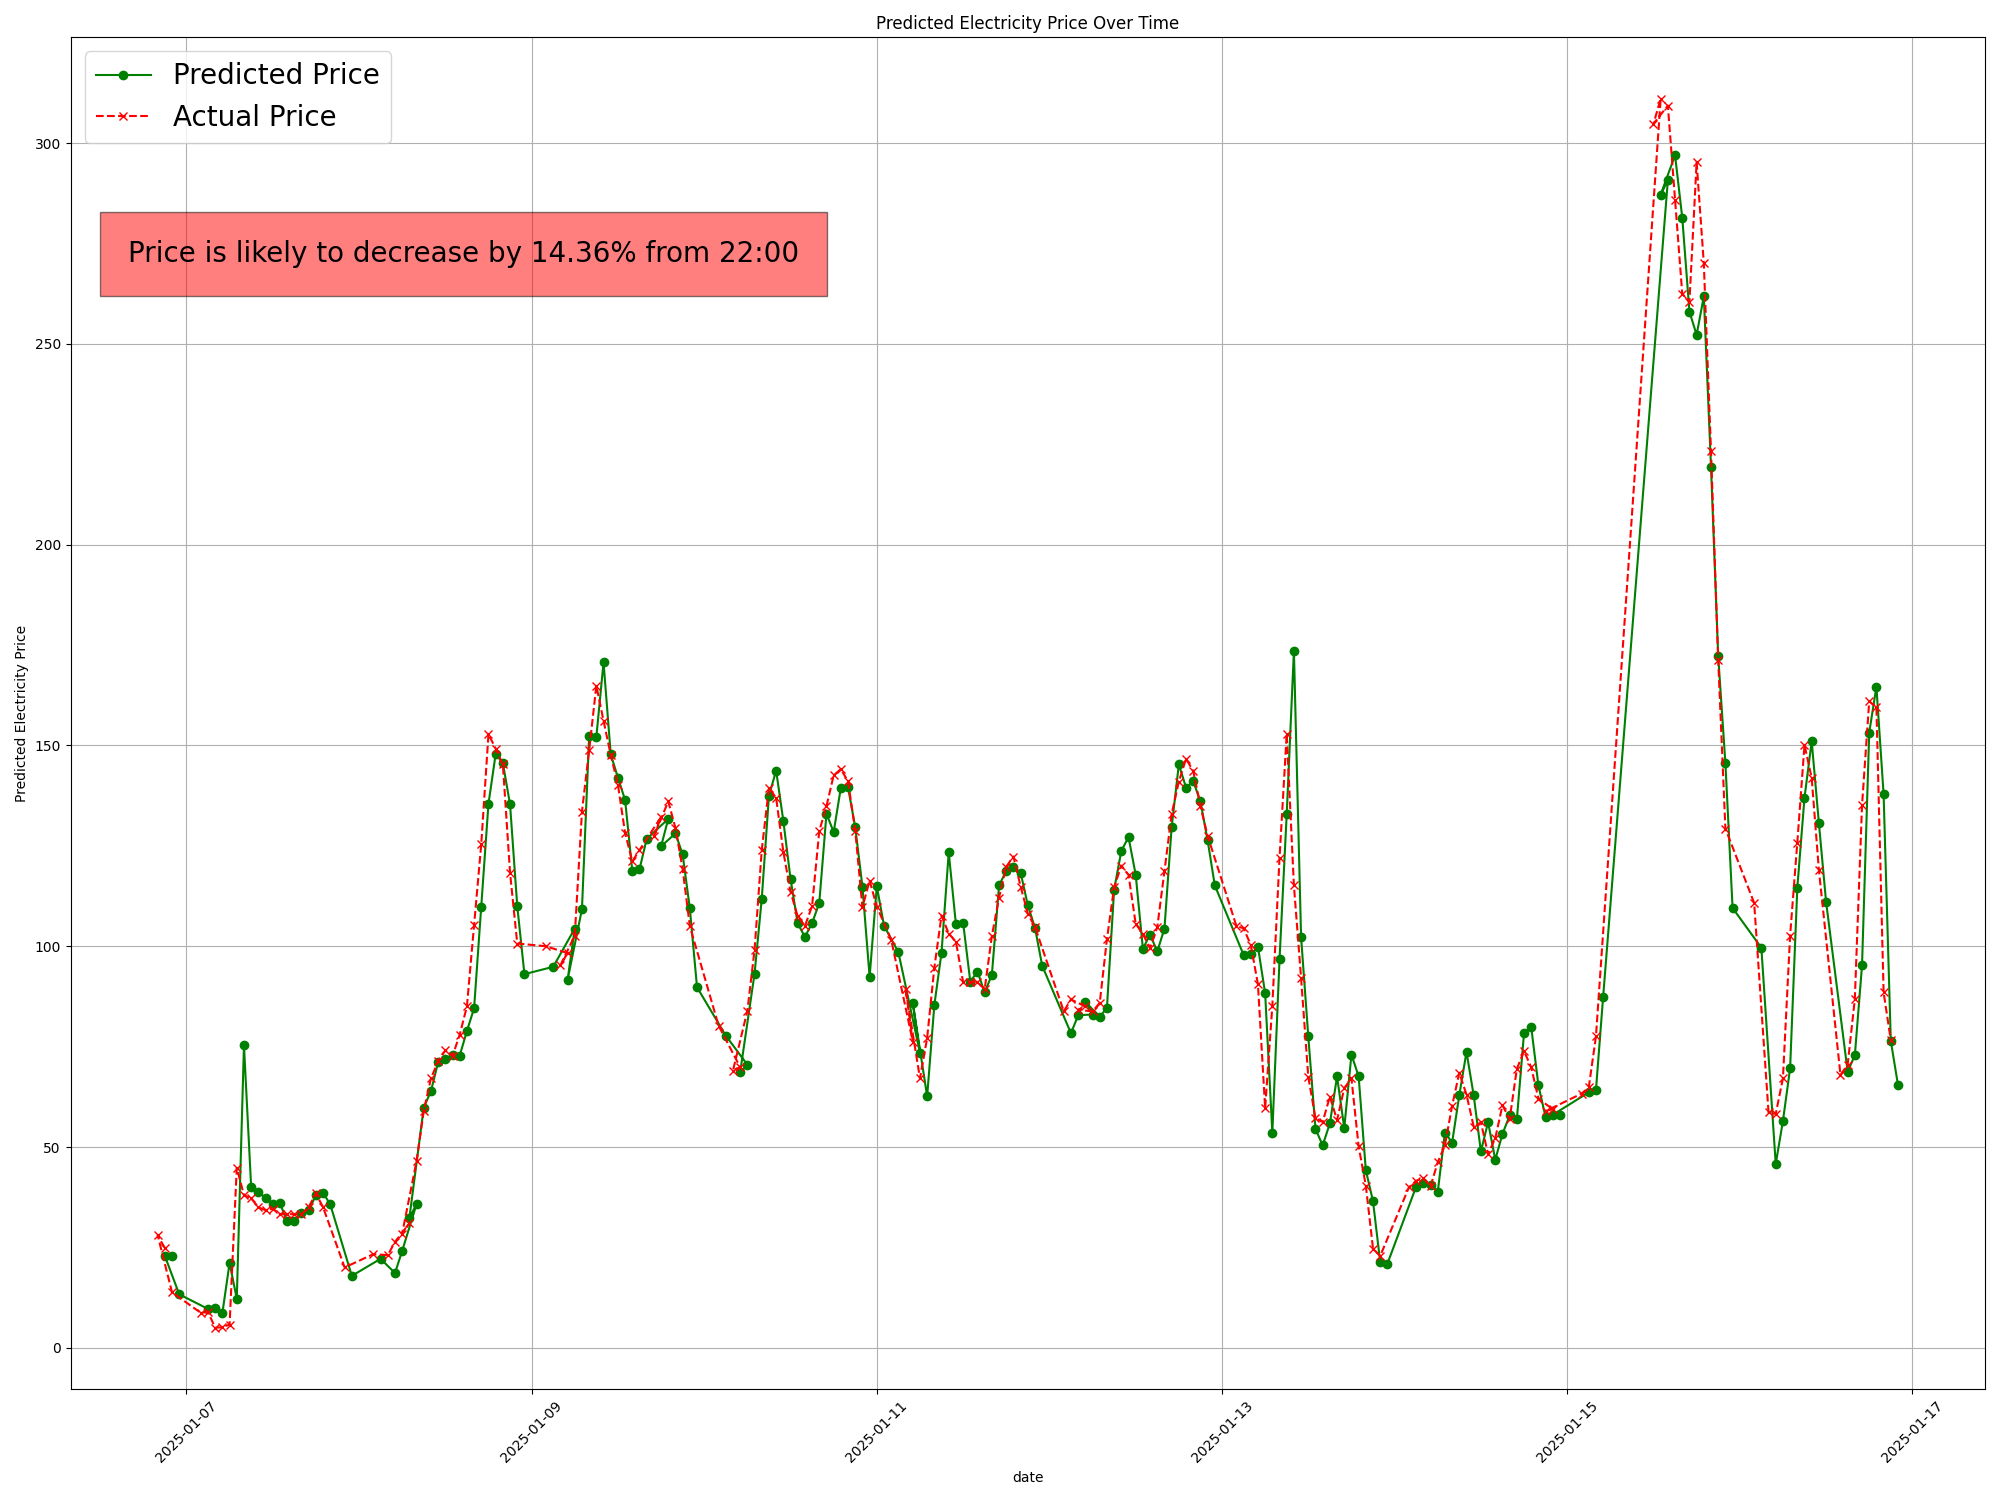 Predicted Electricity Price Over Time
Predicted Price
Actual Price
Price is likely to decrease by 14.36% from 22:00
Predicted Electricity Price
300
250
200
150
100
50
0
2025-01-07
2025-01-09
2025-01-11
2025-01-13
2025-01-15
2025-01-17
date